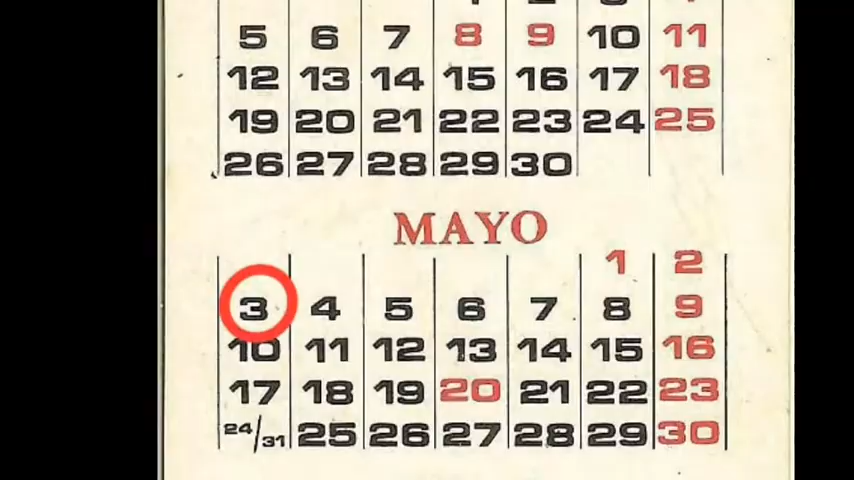 5 6 7 8 9 10 11
12 13 14 15 16 17 18
19 20 21 22 23 24 25
26 27 28 29 30
MAYO
1 2
3 4 5 6 7 8 9
10 11 12 13 14 15 16
17 18 19 20 21 22 23
24/31 25 26 27 28 29 30